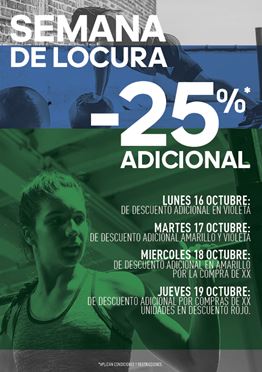 SEMANA
DE LOCURA
-25%*
ADICIONAL
LUNES 16 OCTUBRE:
DE DESCUENTO ADICIONAL EN VIOLETA
MARTES 17 OCTUBRE:
DE DESCUENTO ADICIONAL AMARILLO Y VIOLETA
MIERCOLES 18 OCTUBRE:
DE DESCUENTO ADICIONAL EN AMARILLO
POR LA COMPRA DE XX
JUEVES 19 OCTUBRE:
DE DESCUENTO ADICIONAL POR COMPRAS DE XX
UNIDADES EN DESCUENTO ROJO.
*APLICAN CONDICIONES Y RESTRICCIONES